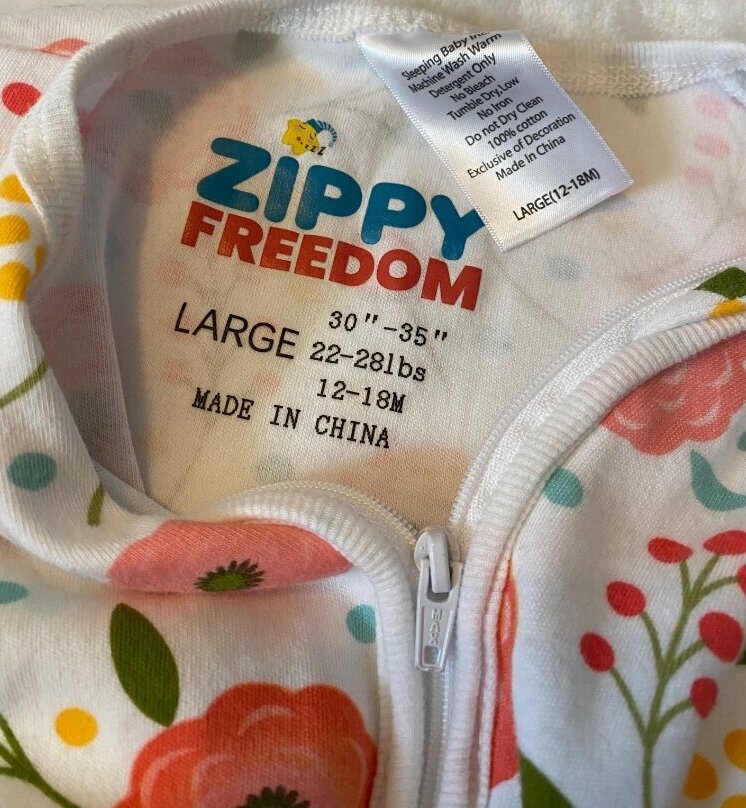 Sleeping Baby Inc.
Machine Wash Warm
Detergent Only
No Bleach
Tumble Dry, Low
No Iron
Do not Dry Clean
100% cotton
Exclusive of Decoration
Made In China
LARGE(12-18M)
ZZZ
ZIPPY
FREEDOM
LARGE
30"-35"
22-28lbs
12-18M
MADE IN CHINA